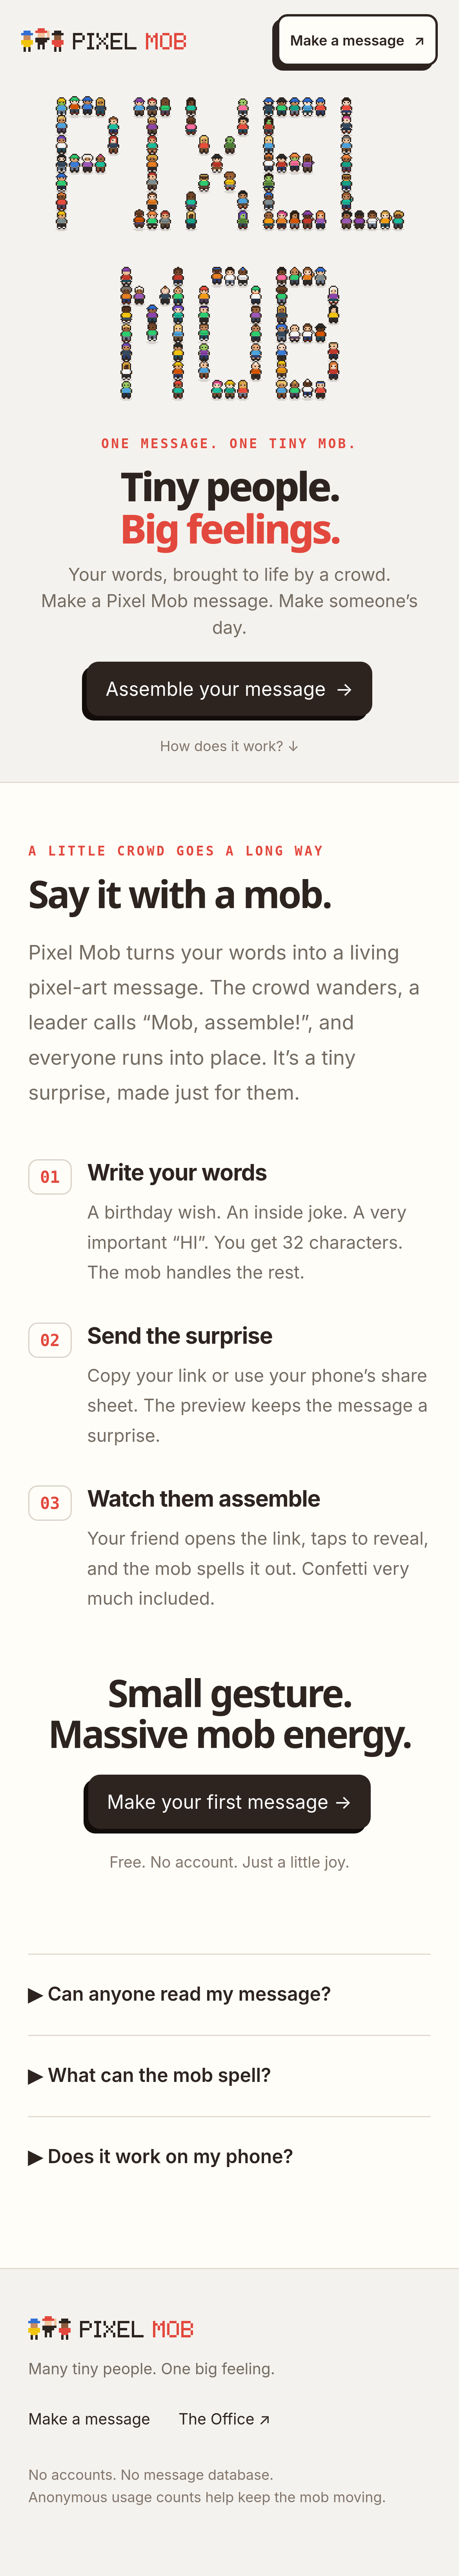 PIXEL MOB
Make a message ↗
PIXEL
MOB
ONE MESSAGE. ONE TINY MOB.
Tiny people.
Big feelings.
Your words, brought to life by a crowd.
Make a Pixel Mob message. Make someone’s
day.
Assemble your message →
How does it work? ↓
A LITTLE CROWD GOES A LONG WAY
Say it with a mob.
Pixel Mob turns your words into a living
pixel-art message. The crowd wanders, a
leader calls “Mob, assemble!”, and
everyone runs into place. It’s a tiny
surprise, made just for them.
01 Write your words
A birthday wish. An inside joke. A very
important “HI”. You get 32 characters.
The mob handles the rest.
02 Send the surprise
Copy your link or use your phone’s share
sheet. The preview keeps the message a
surprise.
03 Watch them assemble
Your friend opens the link, taps to reveal,
and the mob spells it out. Confetti very
much included.
Small gesture.
Massive mob energy.
Make your first message →
Free. No account. Just a little joy.
▶ Can anyone read my message?
▶ What can the mob spell?
▶ Does it work on my phone?
PIXEL MOB
Many tiny people. One big feeling.
Make a message The Office ↗
No accounts. No message database.
Anonymous usage counts help keep the mob moving.